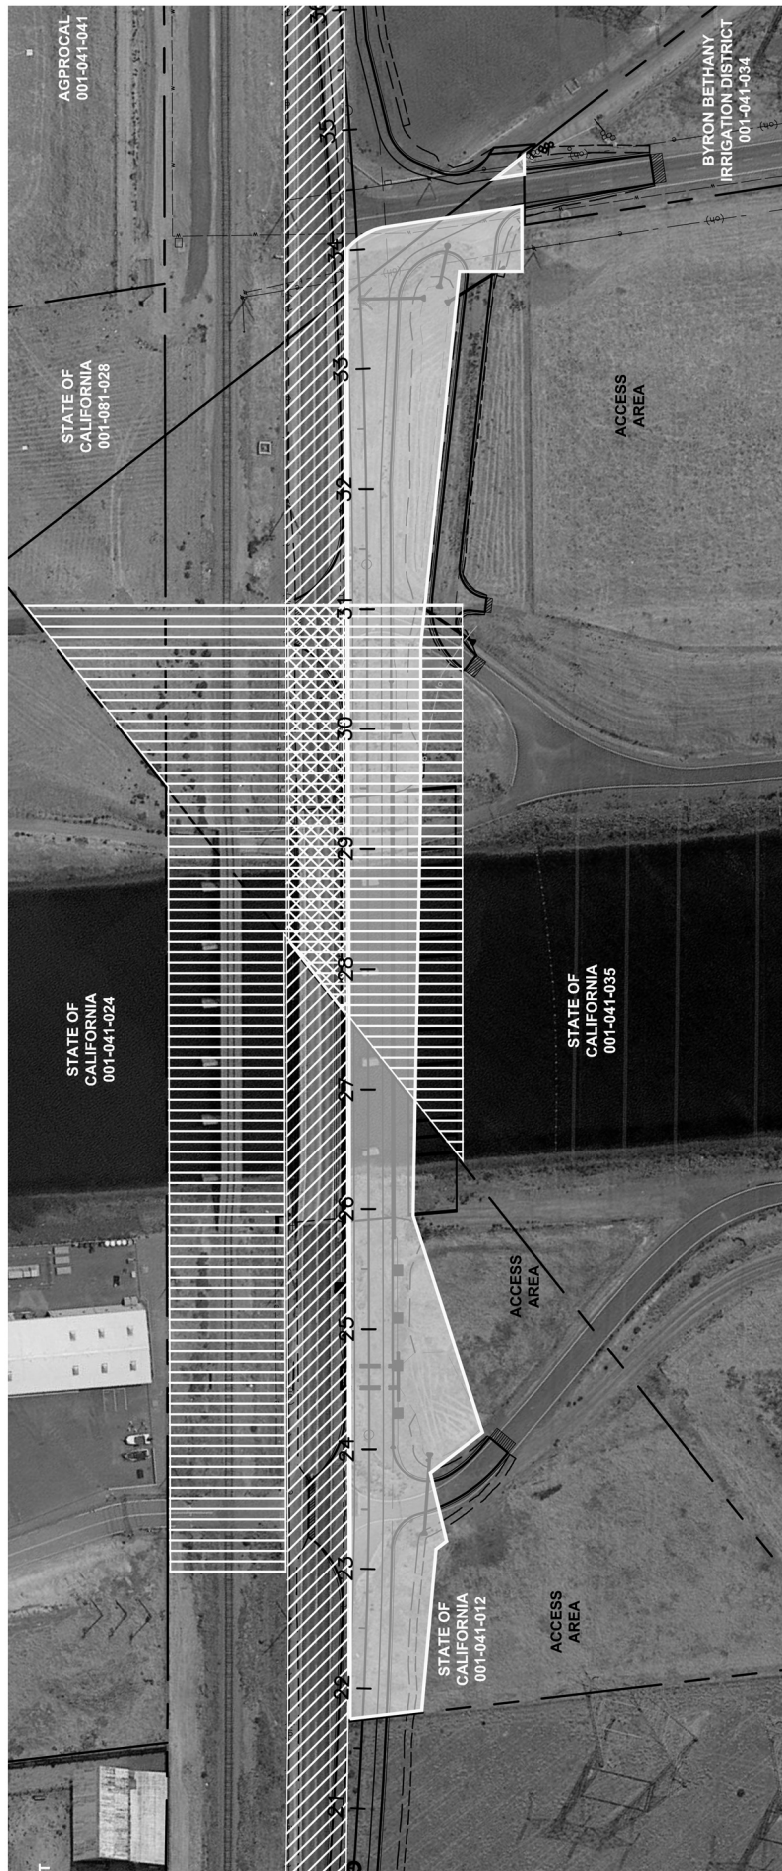 AGPROCAL
001-041-041
36
35
BYRON BETHANY
IRRIGATION DISTRICT
001-041-034
(oh)
34
STATE OF
CALIFORNIA
001-081-028
33
ACCESS
AREA
32
31
30
29
STATE OF
CALIFORNIA
001-041-024
28
STATE OF
CALIFORNIA
001-041-035
27
26
ACCESS
AREA
25
24
23
STATE OF
CALIFORNIA
001-041-012
ACCESS
AREA
22
21
T